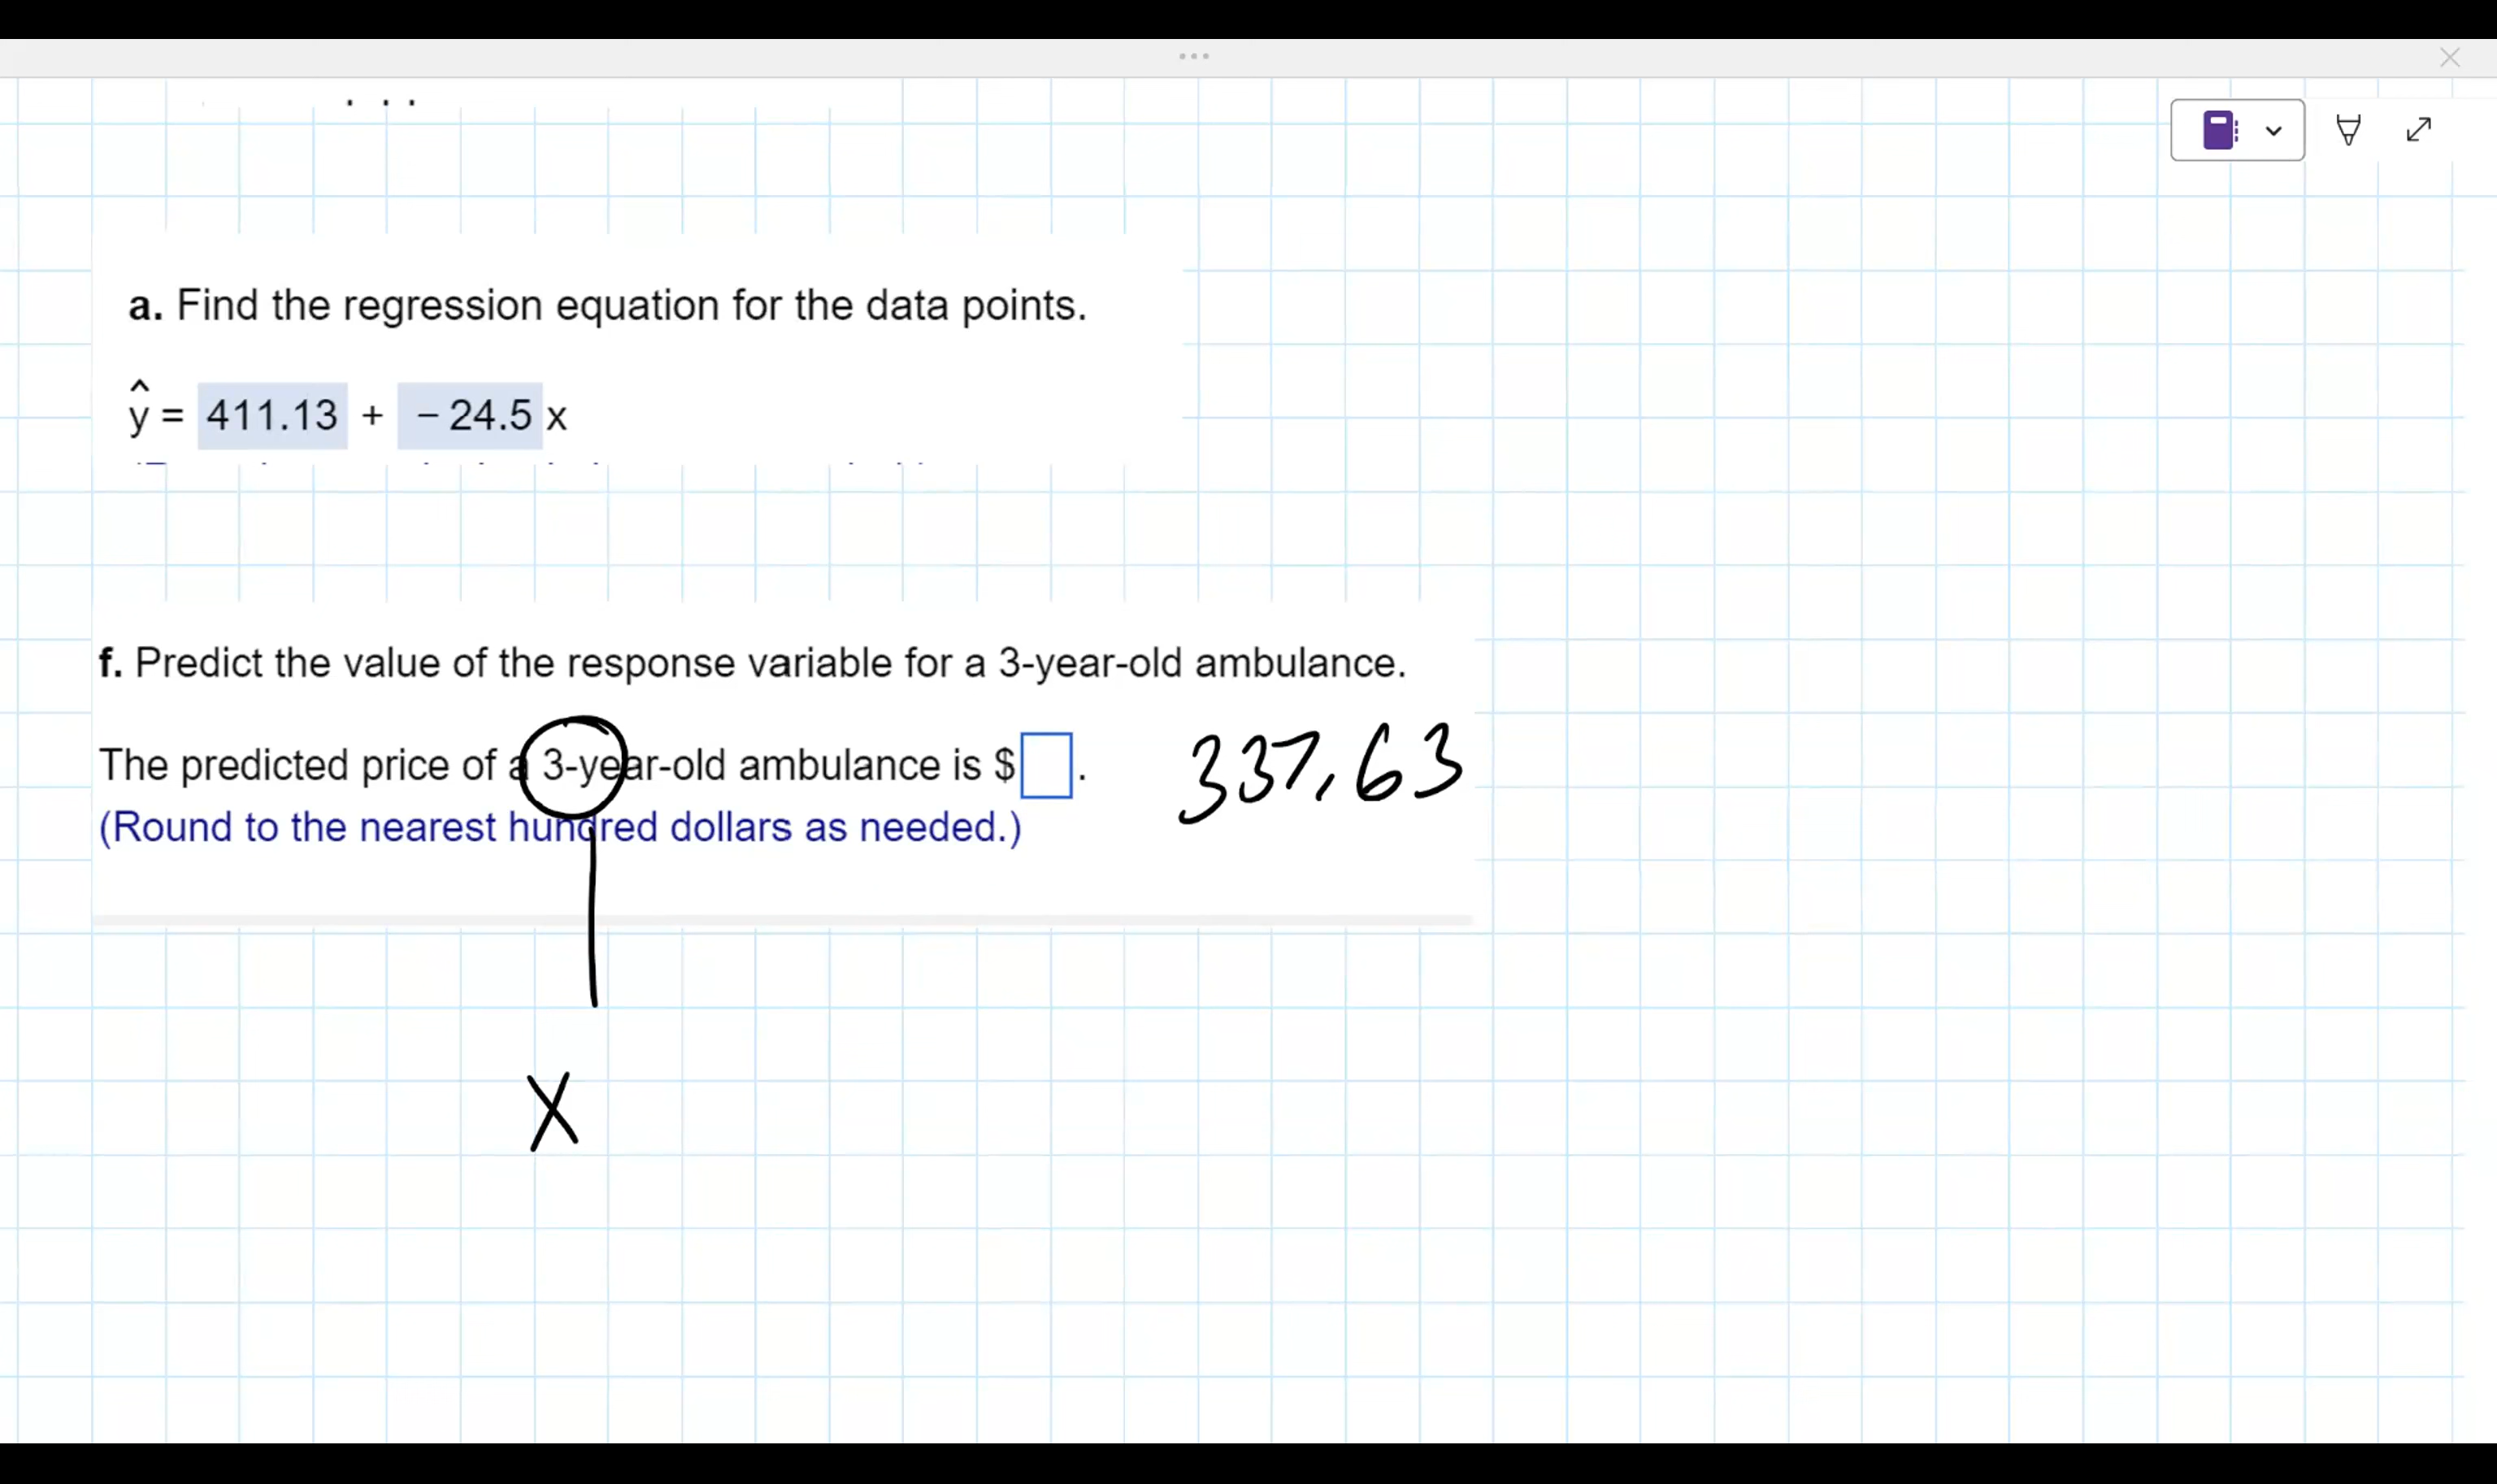 a. Find the regression equation for the data points.
ŷ = 411.13 + − 24.5 x
f. Predict the value of the response variable for a 3-year-old ambulance.
The predicted price of a 3-year-old ambulance is $ . 337.63
(Round to the nearest hundred dollars as needed.)
X